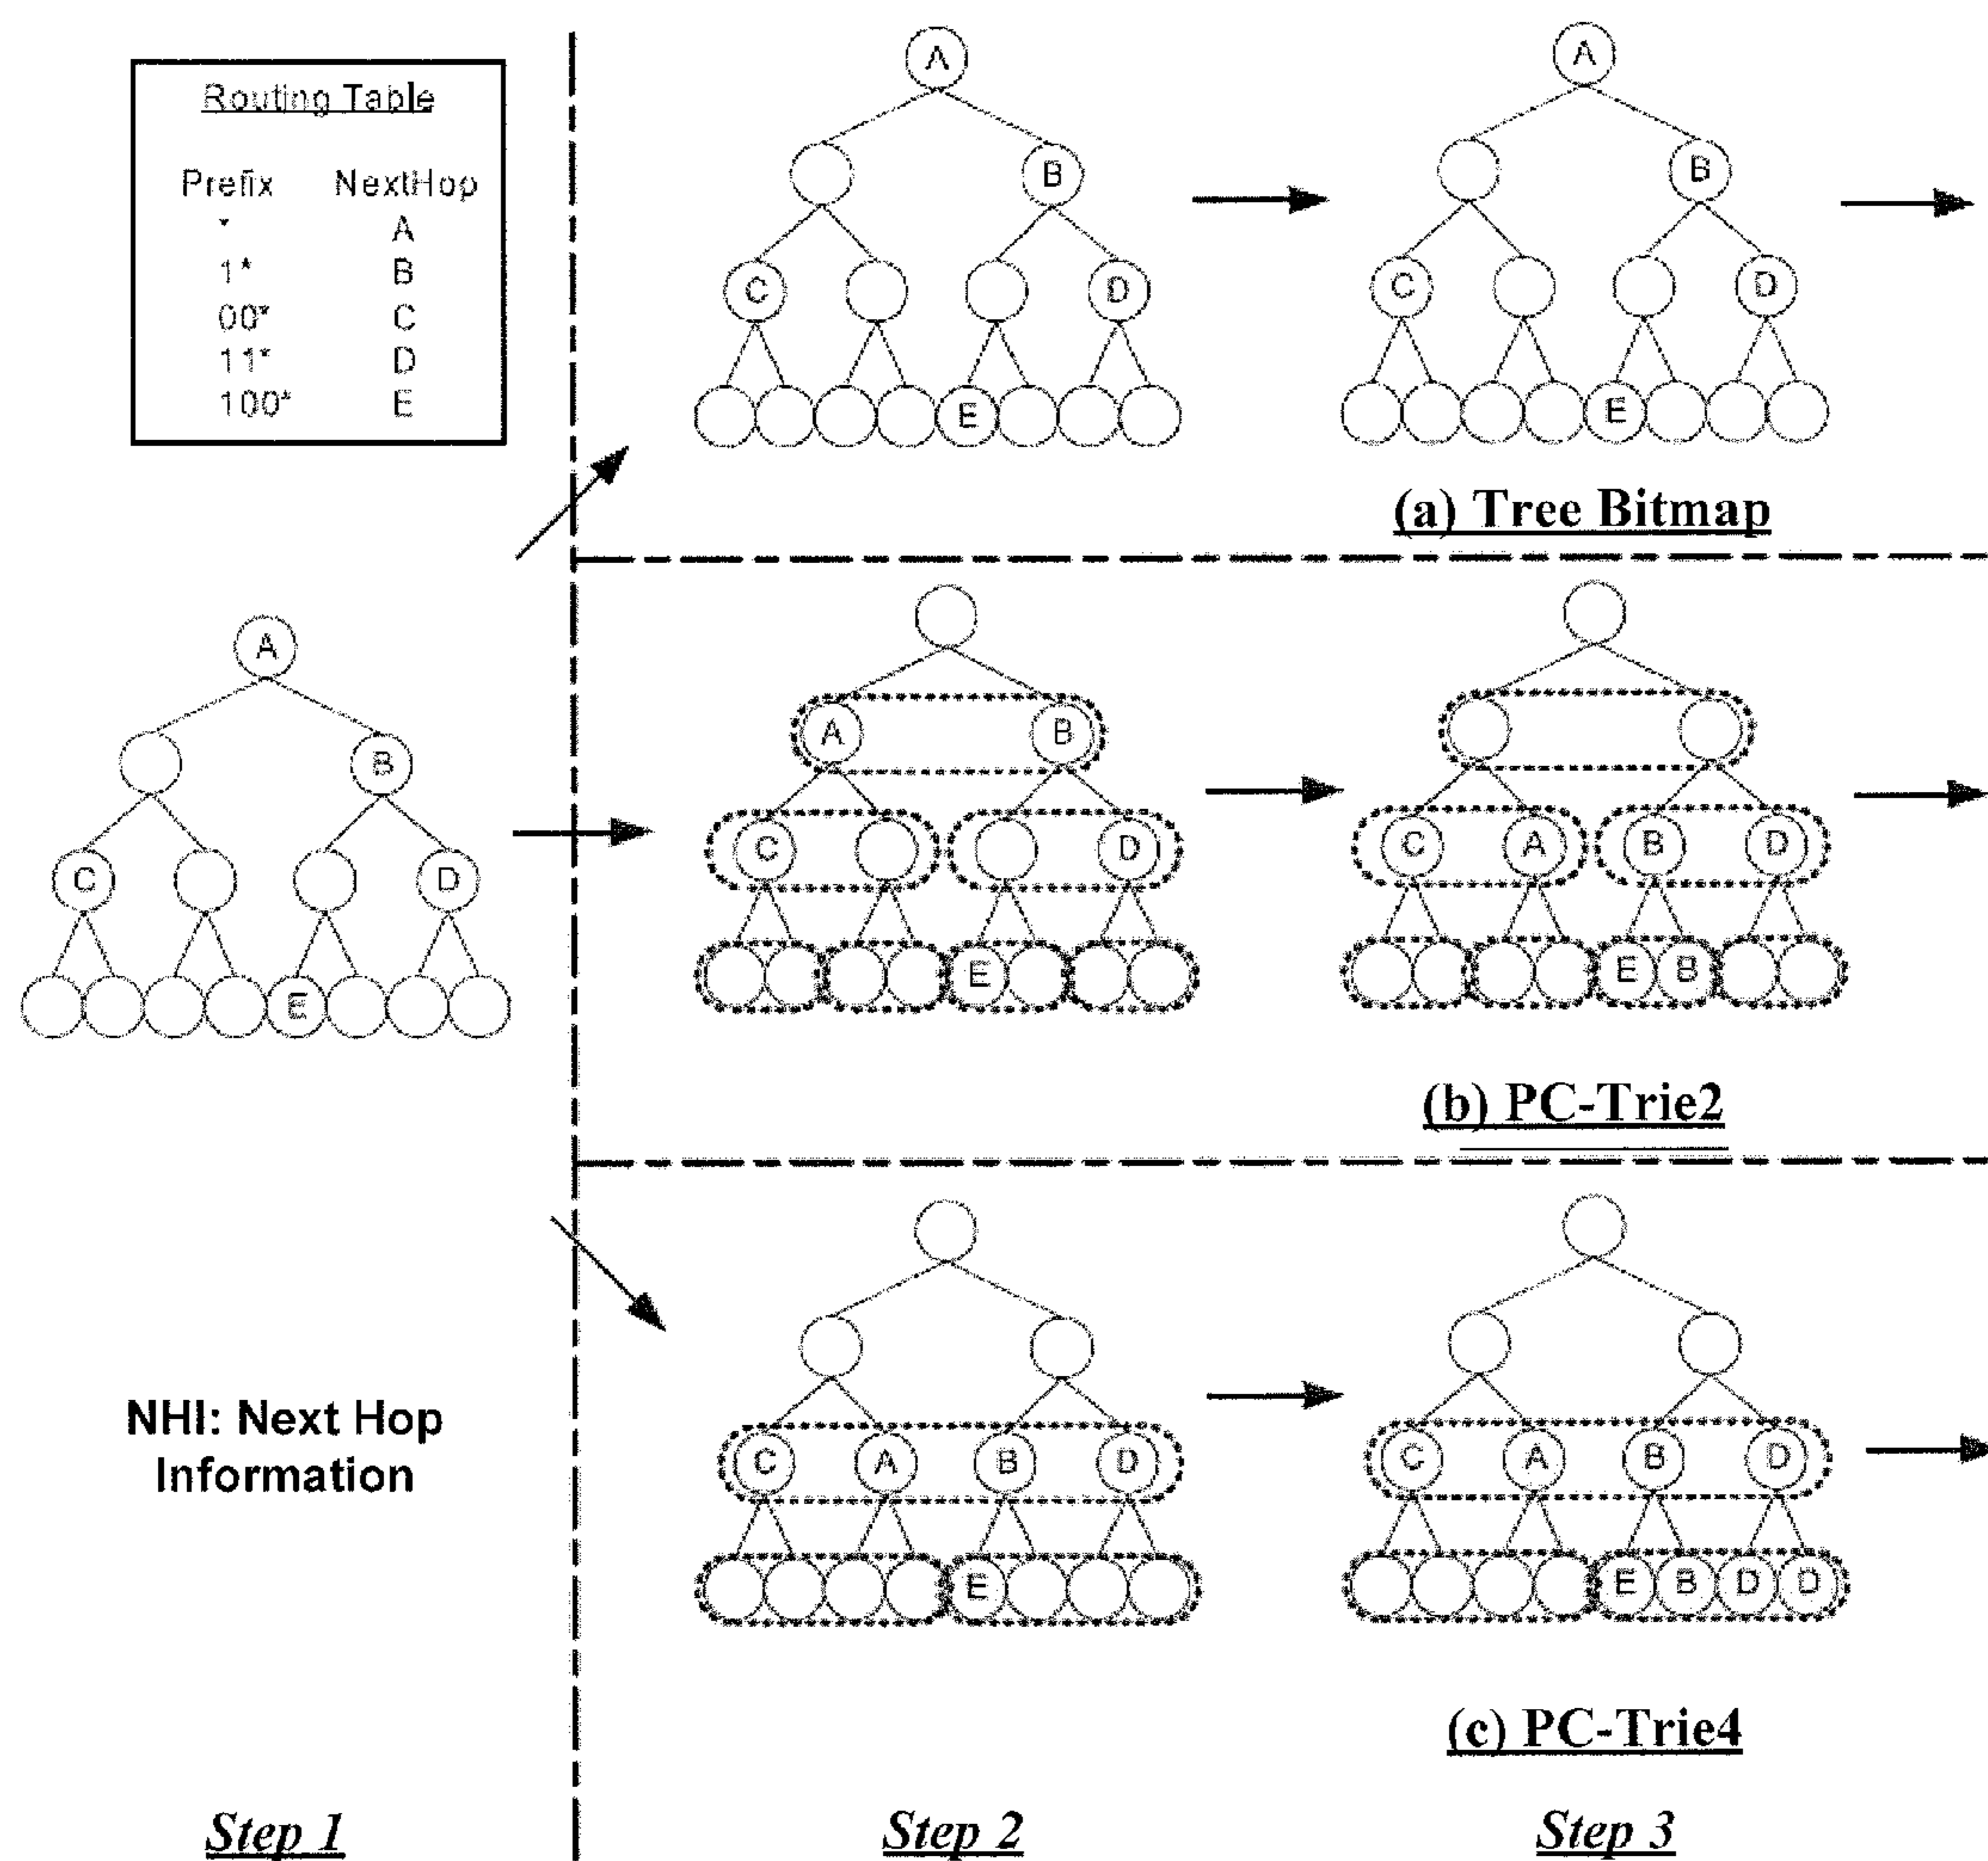 Routing Table
Prefix NextHop
* A
1* B
00* C
11* D
100* E
A
B
C D
E
A
B
C D
E
(a) Tree Bitmap
A
B
C D
E
A B
C D
E
C A B D
E B
(b) PC-Trie2
NHI: Next Hop
Information
C A B D
E
C A B D
E B D D
(c) PC-Trie4
Step 1 Step 2 Step 3